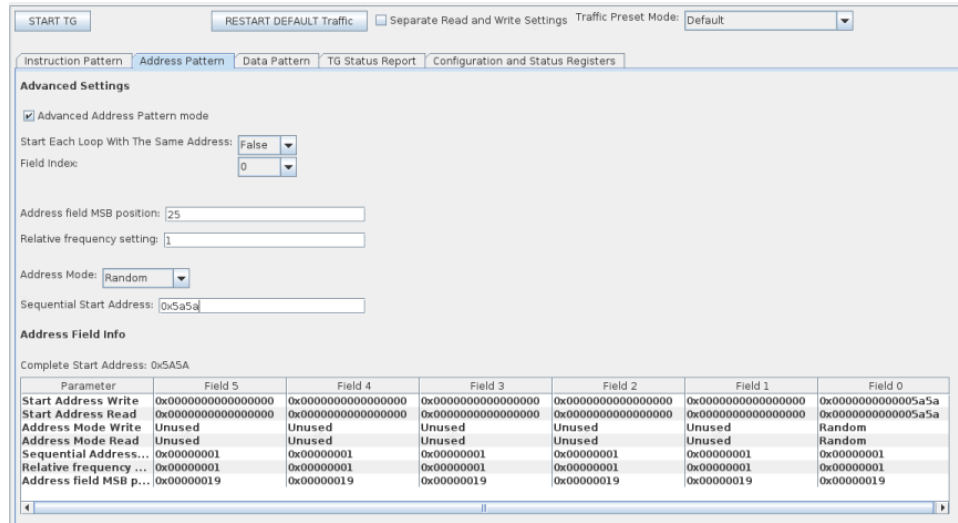 START TG RESTART DEFAULT Traffic Separate Read and Write Settings Traffic Preset Mode: Default
Instruction Pattern Address Pattern Data Pattern TG Status Report Configuration and Status Registers
Advanced Settings
Advanced Address Pattern mode
Start Each Loop With The Same Address: False
Field Index: 0
Address field MSB position: 25
Relative frequency setting: 1
Address Mode: Random
Sequential Start Address: 0x5a5a
Address Field Info
Complete Start Address: 0x5A5A
Parameter Field 5 Field 4 Field 3 Field 2 Field 1 Field 0
Start Address Write 0x0000000000000000 0x0000000000000000 0x0000000000000000 0x0000000000000000 0x0000000000000000 0x0000000000005a5a
Start Address Read 0x0000000000000000 0x0000000000000000 0x0000000000000000 0x0000000000000000 0x0000000000000000 0x0000000000005a5a
Address Mode Write Unused Unused Unused Unused Unused Random
Address Mode Read Unused Unused Unused Unused Unused Random
Sequential Address... 0x00000001 0x00000001 0x00000001 0x00000001 0x00000001 0x00000001
Relative frequency ... 0x00000001 0x00000001 0x00000001 0x00000001 0x00000001 0x00000001
Address field MSB p... 0x00000019 0x00000019 0x00000019 0x00000019 0x00000019 0x00000019